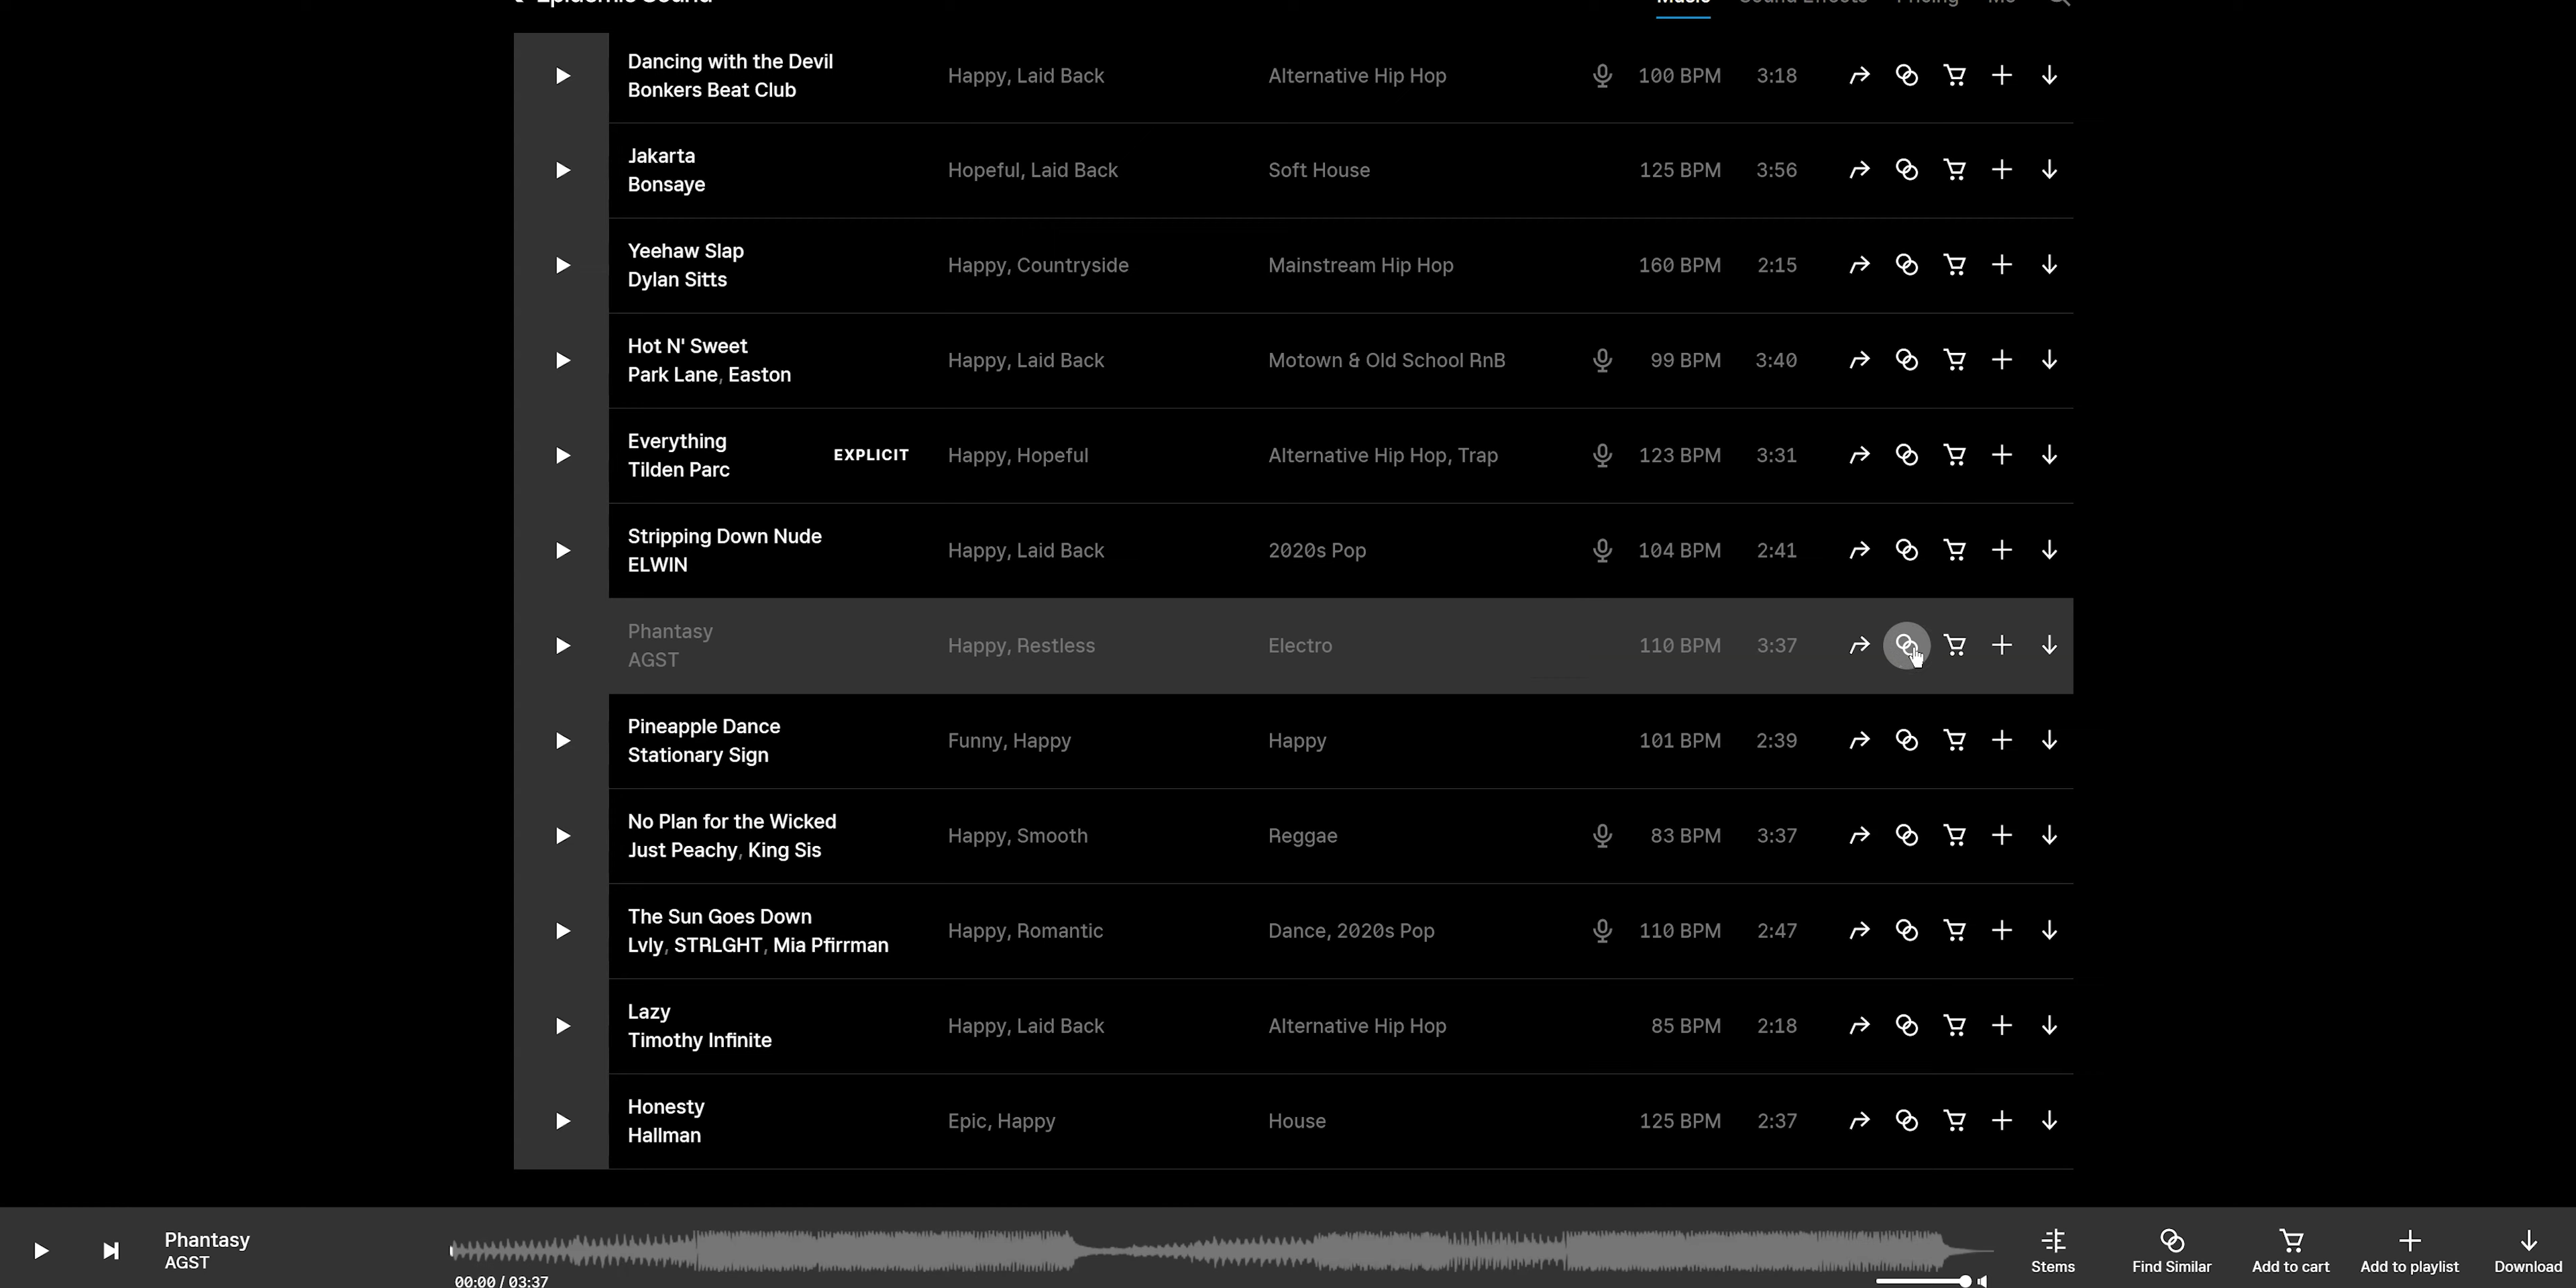 Epidemic Sound
Music Sound Effects Pricing Me
Dancing with the Devil
Bonkers Beat Club
Happy, Laid Back
Alternative Hip Hop
100 BPM
3:18
Jakarta
Bonsaye
Hopeful, Laid Back
Soft House
125 BPM
3:56
Yeehaw Slap
Dylan Sitts
Happy, Countryside
Mainstream Hip Hop
160 BPM
2:15
Hot N' Sweet
Park Lane, Easton
Happy, Laid Back
Motown & Old School RnB
99 BPM
3:40
Everything
Tilden Parc
EXPLICIT
Happy, Hopeful
Alternative Hip Hop, Trap
123 BPM
3:31
Stripping Down Nude
ELWIN
Happy, Laid Back
2020s Pop
104 BPM
2:41
Phantasy
AGST
Happy, Restless
Electro
110 BPM
3:37
Pineapple Dance
Stationary Sign
Funny, Happy
Happy
101 BPM
2:39
No Plan for the Wicked
Just Peachy, King Sis
Happy, Smooth
Reggae
83 BPM
3:37
The Sun Goes Down
Lvly, STRLGHT, Mia Pfirrman
Happy, Romantic
Dance, 2020s Pop
110 BPM
2:47
Lazy
Timothy Infinite
Happy, Laid Back
Alternative Hip Hop
85 BPM
2:18
Honesty
Hallman
Epic, Happy
House
125 BPM
2:37
Phantasy
AGST
00:00 / 03:37
Stems
Find Similar
Add to cart
Add to playlist
Download